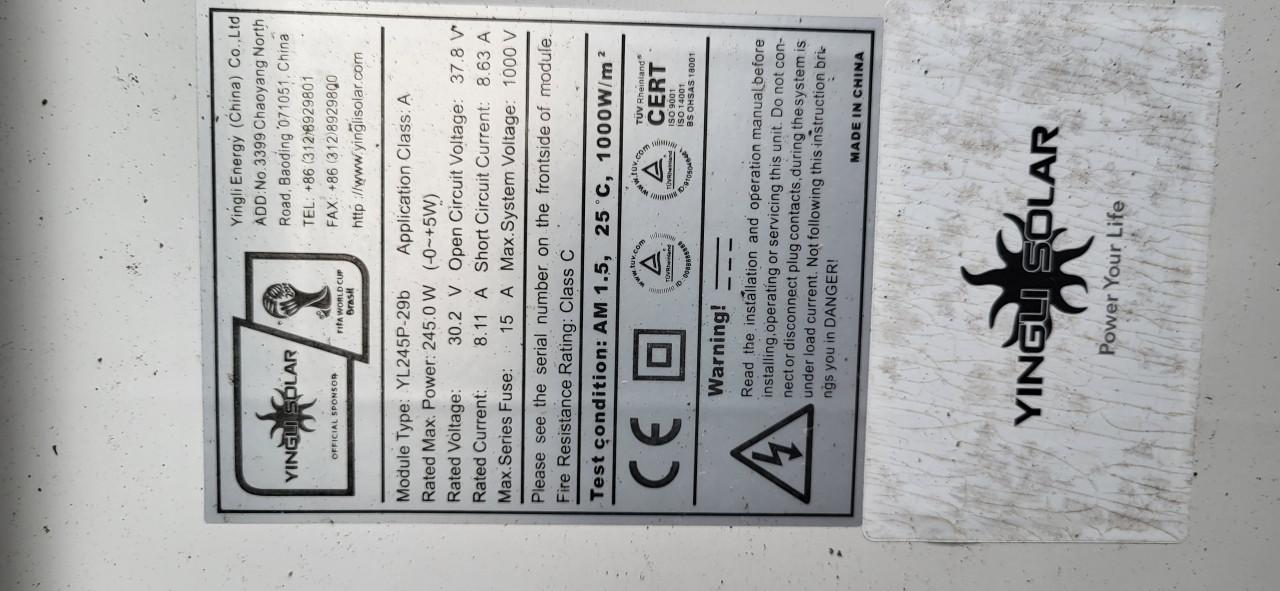 YINGLI SOLAR
OFFICIAL SPONSOR
FIFA WORLD CUP
Brasil
Yingli Energy (China) Co.,Ltd
ADD: No.3399 Chaoyang North
Road, Baoding 071051, China
TEL: +86 (312)8929801
FAX: +86 (312)8929800
http://www.yinglisolar.com
Module Type: YL245P-29b Application Class: A
Rated Max. Power: 245.0 W (-0~+5W)
Rated Voltage: 30.2 V Open Circuit Voltage: 37.8 V
Rated Current: 8.11 A Short Circuit Current: 8.63 A
Max.Series Fuse: 15 A Max.System Voltage: 1000 V
Please see the serial number on the frontside of module.
Fire Resistance Rating: Class C
Test condition: AM 1.5, 25 °C, 1000W/m²
CE
www.tuv.com
TÜVRheinland
www.tuv.com
TÜVRheinland
TÜV Rheinland®
CERT
ISO 9001
ISO 14001
BS OHSAS 18001
Warning!
Read the installation and operation manual before
installing,operating or servicing this unit. Do not con-
nect or disconnect plug contacts,during the system is
under load current. Not following this instruction bri-
ngs you in DANGER!
MADE IN CHINA
YINGLI SOLAR
Power Your Life